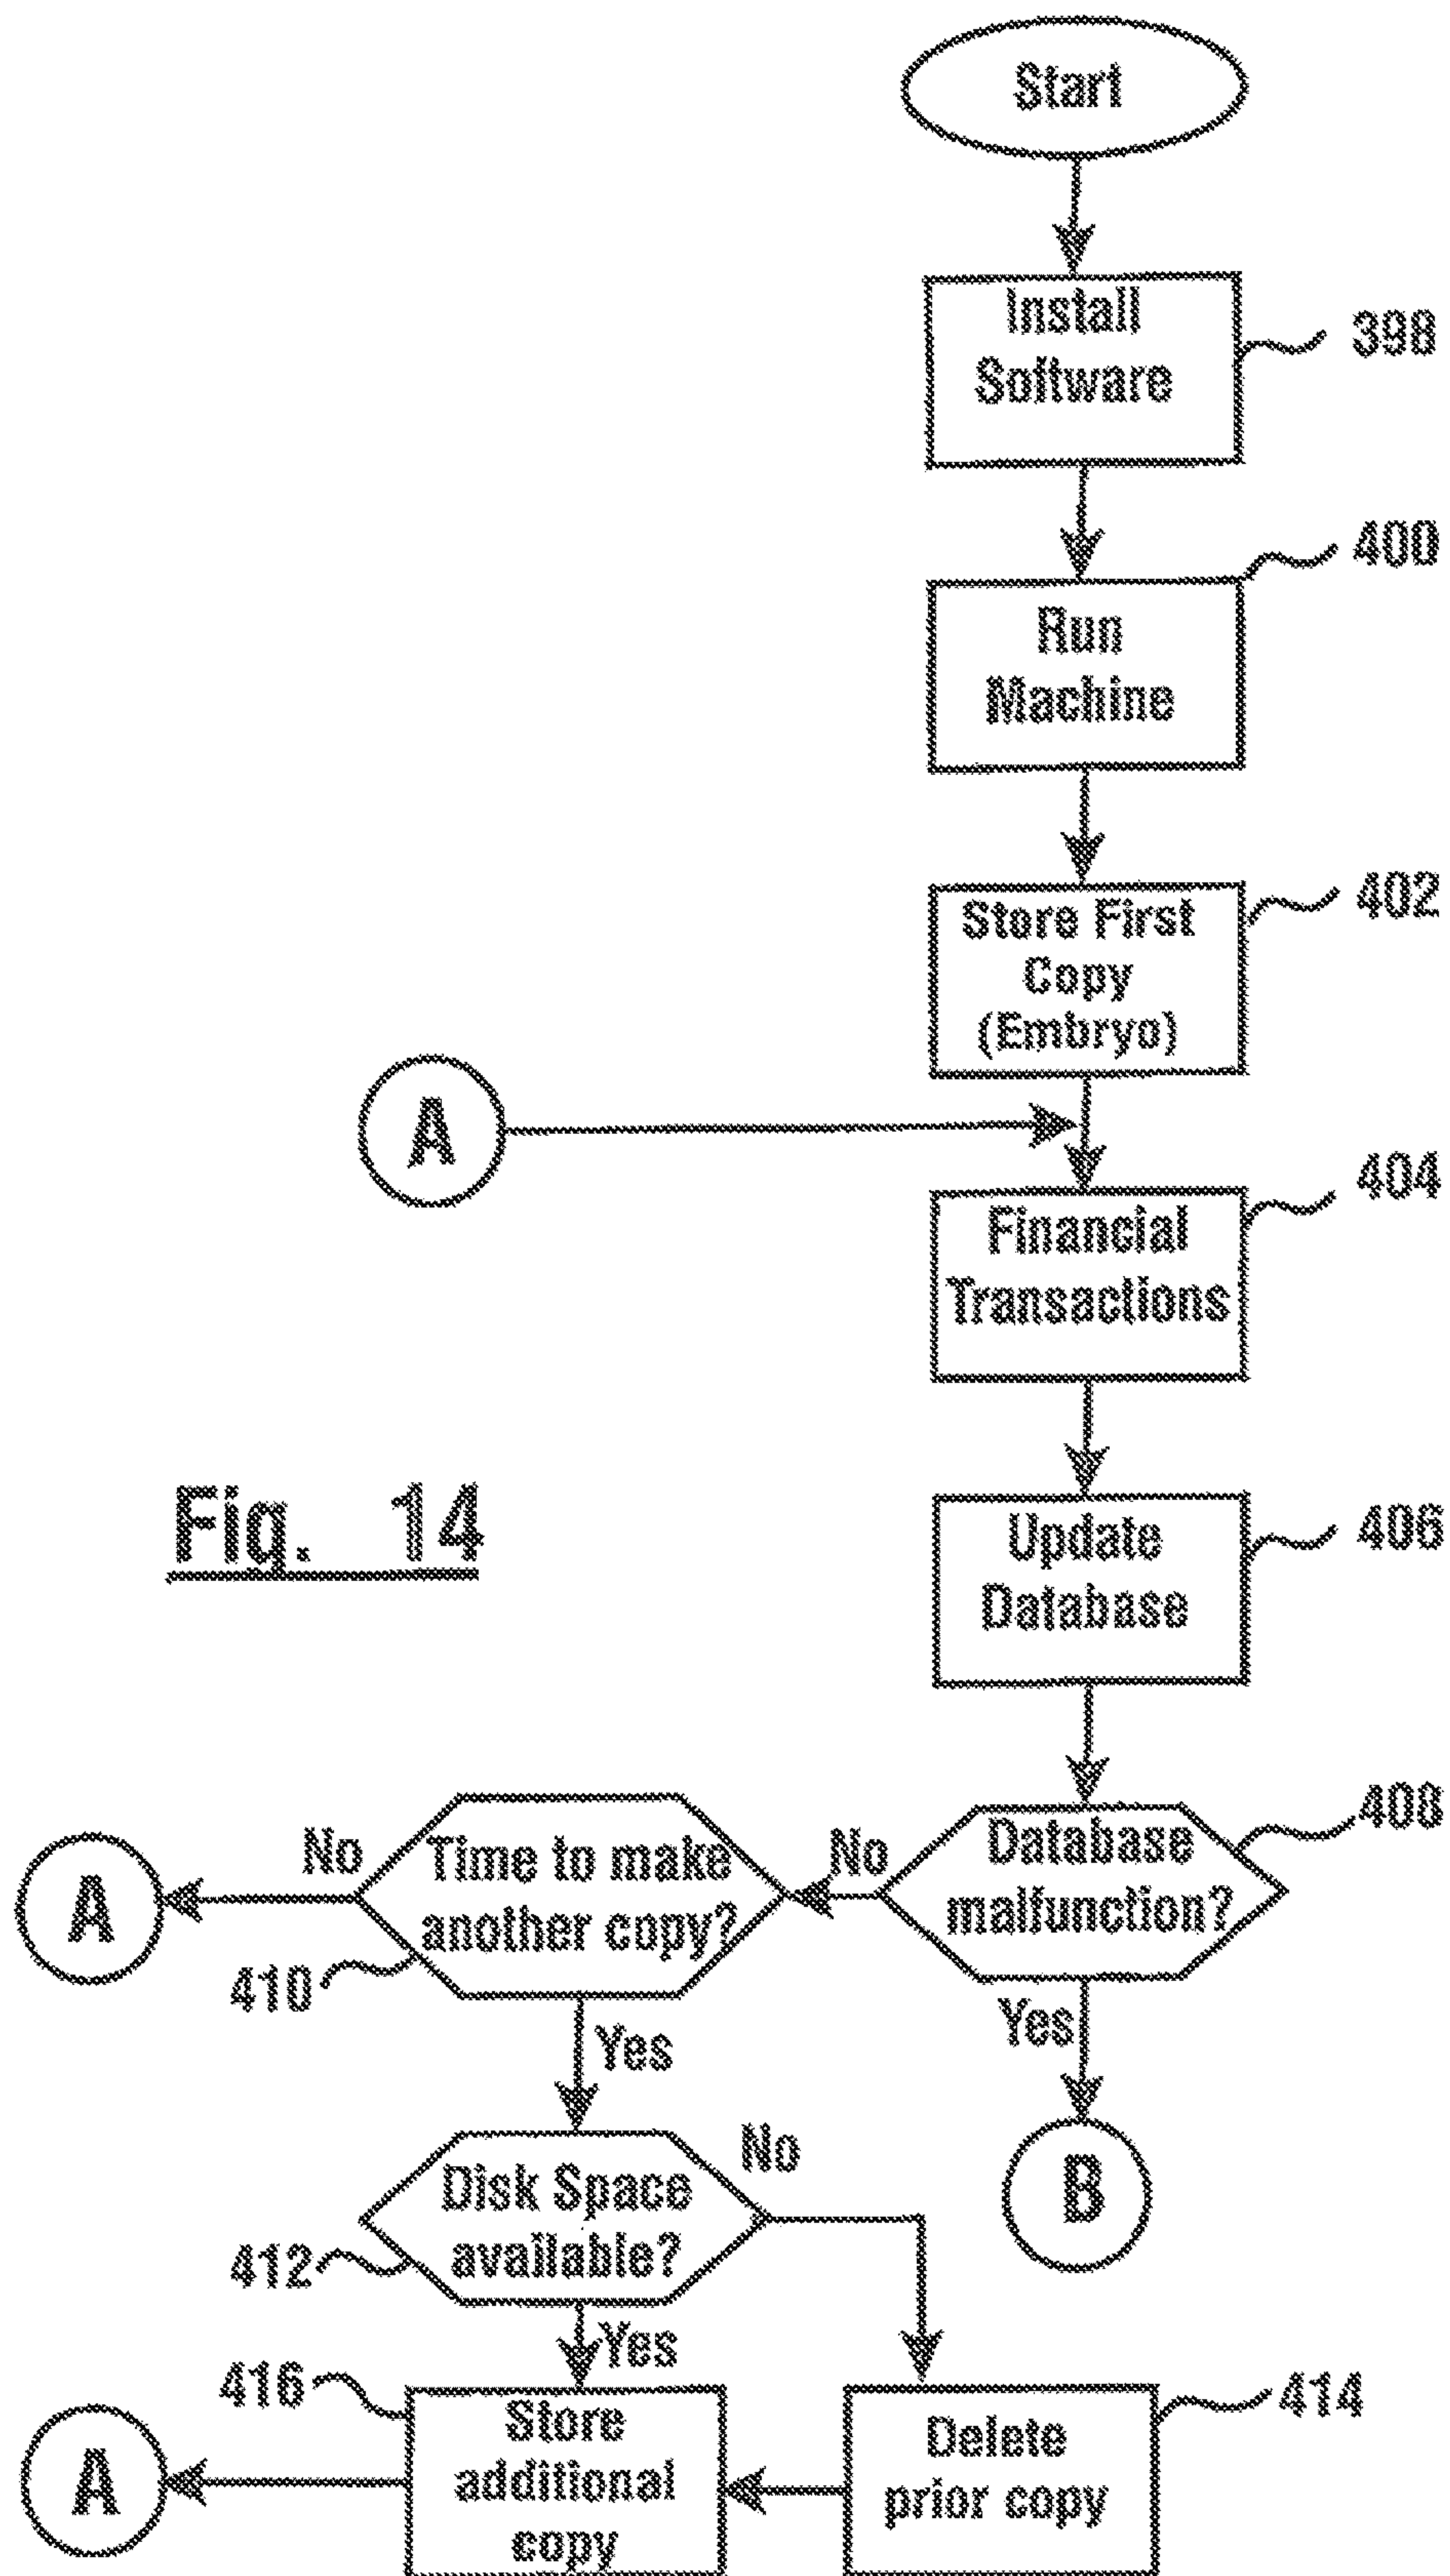 Start
Install
Software
398
400
Run
Machine
402
Store First
Copy
(Embryo)
A
404
Financial
Transactions
Fig. 14
406
Update
Database
408
Database
malfunction?
No
Time to make
another copy?
No
A
410
Yes
Yes
B
No
Disk Space
available?
412
Yes
416
Store
additional
copy
A
414
Delete
prior copy